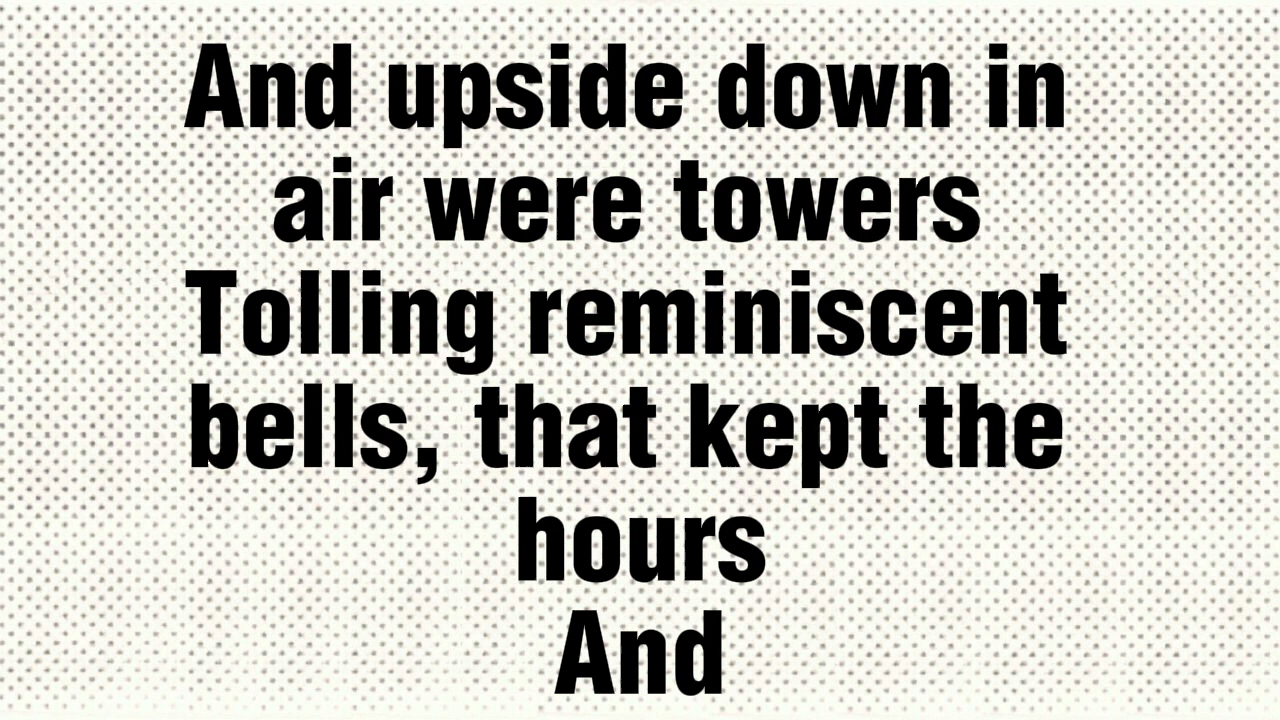 And upside down in
air were towers
Tolling reminiscent
bells, that kept the
hours
And